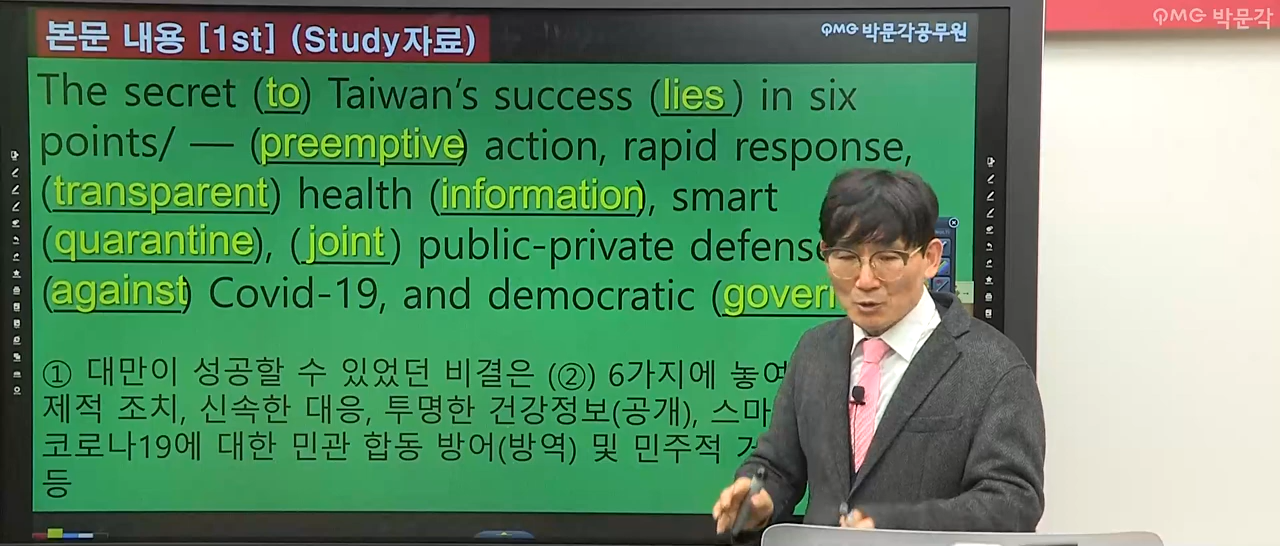 본문 내용 [1st] (Study자료)
QMG 박문각공무원
QMG 박문각
The secret (to) Taiwan's success (lies) in six
points/ — (preemptive) action, rapid response,
(transparent) health (information), smart
(quarantine), (joint) public-private defense
(against) Covid-19, and democratic (govern
① 대만이 성공할 수 있었던 비결은 (②) 6가지에 놓여
제적 조치, 신속한 대응, 투명한 건강정보(공개), 스마
코로나19에 대한 민관 합동 방어(방역) 및 민주적
등